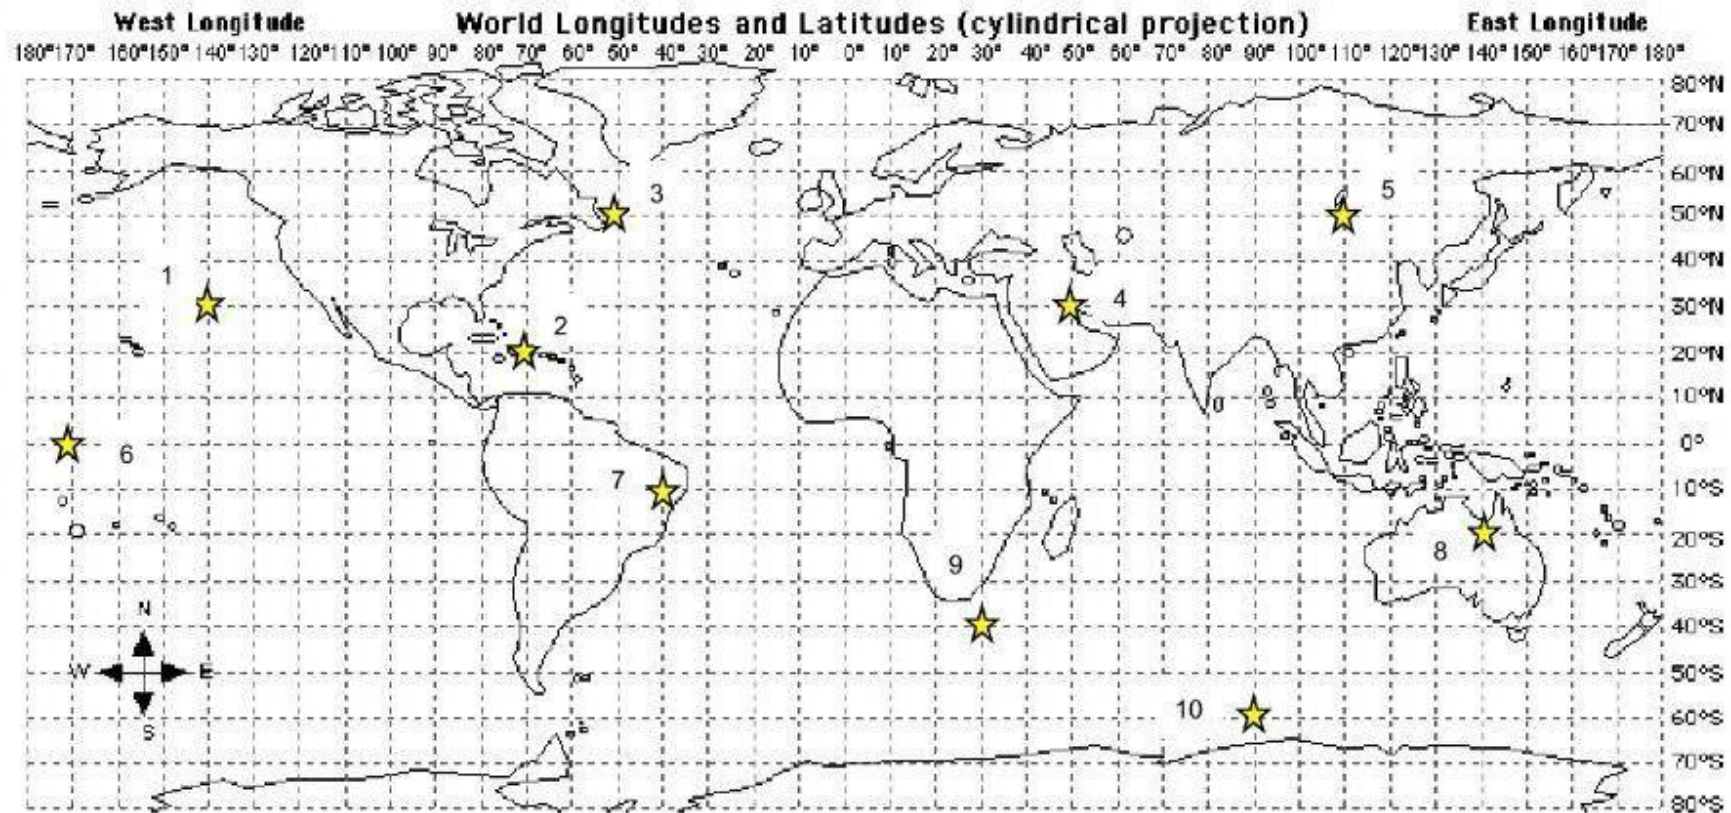 West Longitude World Longitudes and Latitudes (cylindrical projection) East Longitude
180° 170° 160° 150° 140° 130° 120° 110° 100° 90° 80° 70° 60° 50° 40° 30° 20° 10° 0° 10° 20° 30° 40° 50° 60° 70° 80° 90° 100° 110° 120° 130° 140° 150° 160° 170° 180°
80°N
70°N
60°N
3 5
50°N
40°N
1 4
30°N
2
20°N
10°N
0°
6
7
10°S
20°S
8
9
30°S
N
40°S
W E
50°S
10
60°S
S
70°S
80°S